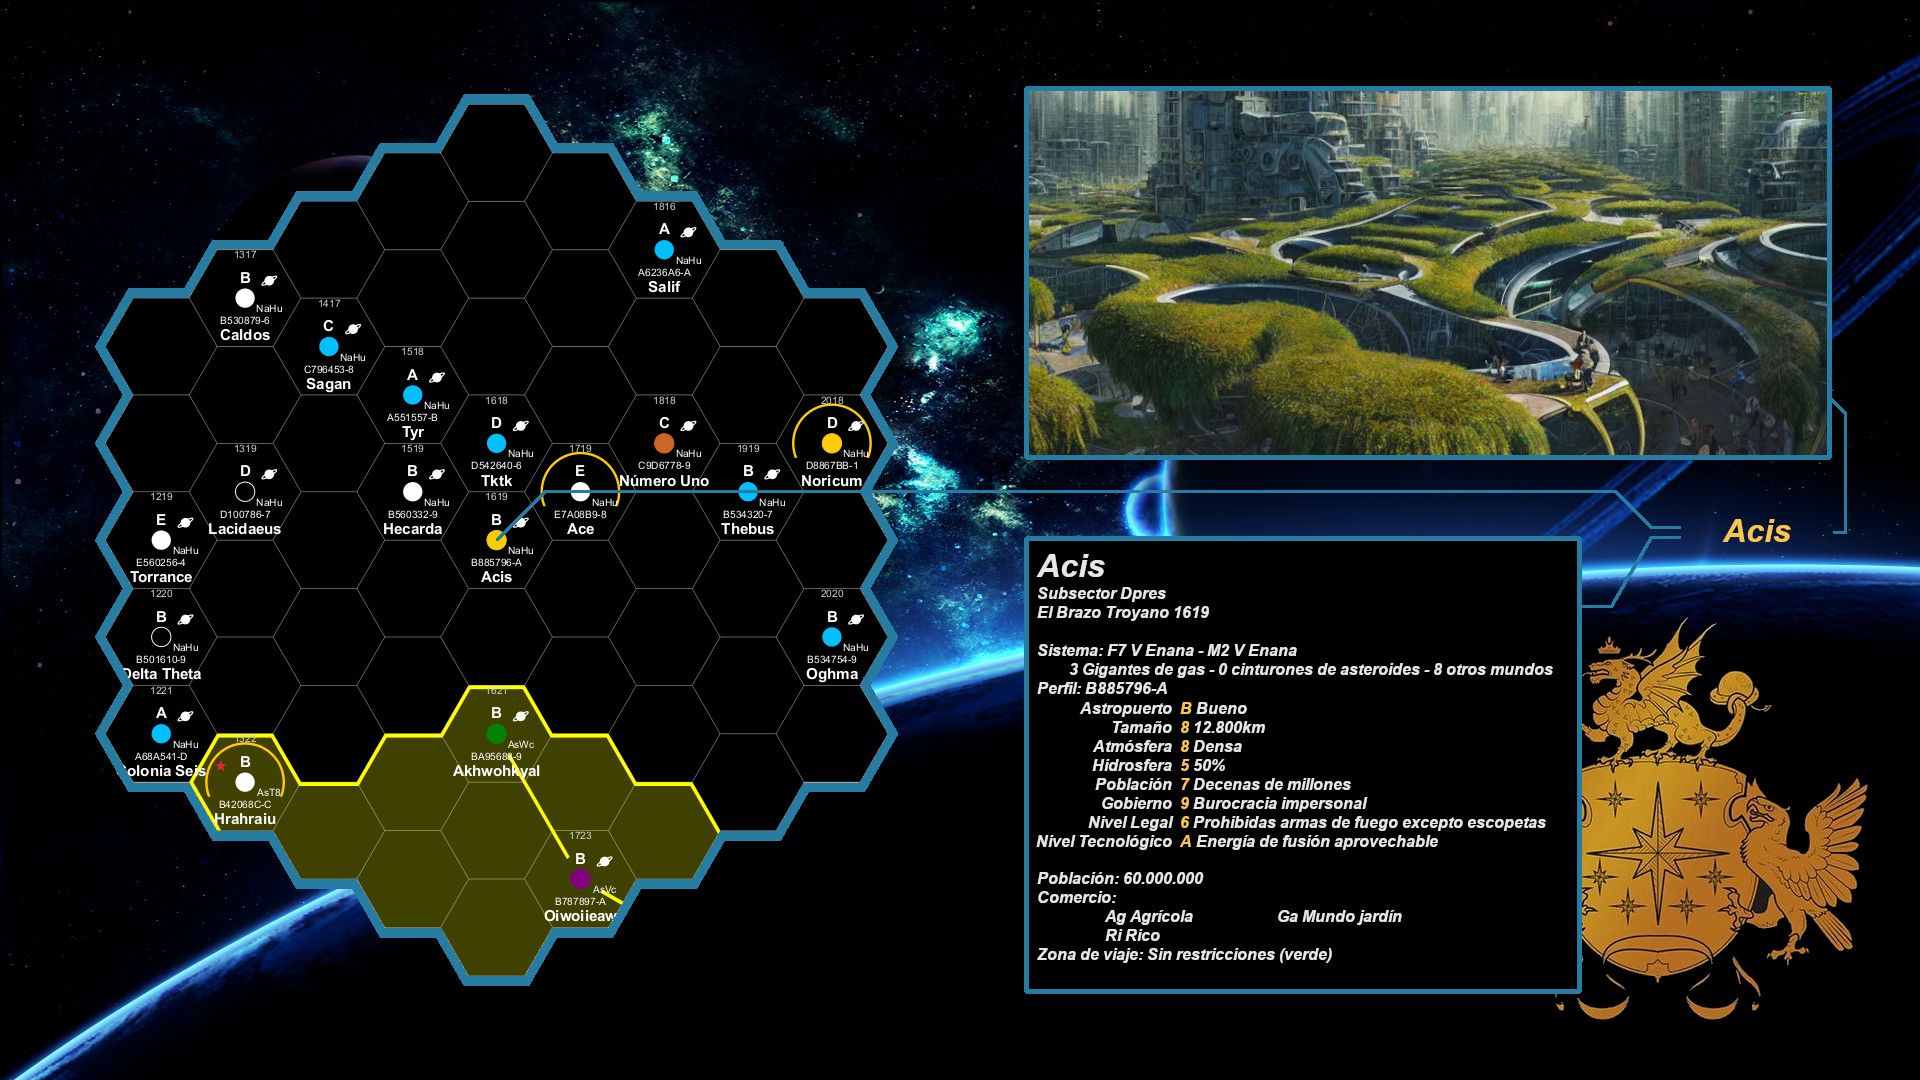 1816
A
NaHu
A6236A6-A
Salif
1317
B
NaHu
B530879-6
Caldos
1417
C
NaHu
C796453-8
Sagan
1518
A
NaHu
A551557-B
Tyr
1618
D
NaHu
D542640-6
Tktk
1818
C
NaHu
C9D6778-9
Número Uno
2018
D
NaHu
D8867BB-1
Noricum
1319
D
NaHu
D100786-7
Lacidaeus
1519
B
NaHu
B560332-9
Hecarda
1719
E
NaHu
E7A08B9-8
Ace
1919
B
NaHu
B534320-7
Thebus
1219
E
NaHu
E560256-4
Torrance
1619
B
NaHu
B885796-A
Acis
1220
B
NaHu
B501610-9
Delta Theta
2020
B
NaHu
B534754-9
Oghma
1221
A
NaHu
A68A541-D
Colonia Seis
1621
B
AsWc
Akhwohkyal
1322
B
AsT8
B42068C-C
Hrahraiu
1723
B
AsVc
B787897-A
Acis
Acis
Subsector Dpres
El Brazo Troyano 1619
Sistema: F7 V Enana - M2 V Enana
3 Gigantes de gas - 0 cinturones de asteroides - 8 otros mundos
Perfil: B885796-A
Astropuerto B Bueno
Tamaño 8 12.800km
Atmósfera 8 Densa
Hidrosfera 5 50%
Población 7 Decenas de millones
Gobierno 9 Burocracia impersonal
Nivel Legal 6 Prohibidas armas de fuego excepto escopetas
Nivel Tecnológico A Energía de fusión aprovechable
Población: 60.000.000
Comercio:
Ag Agrícola Ga Mundo jardín
Ri Rico
Zona de viaje: Sin restricciones (verde)